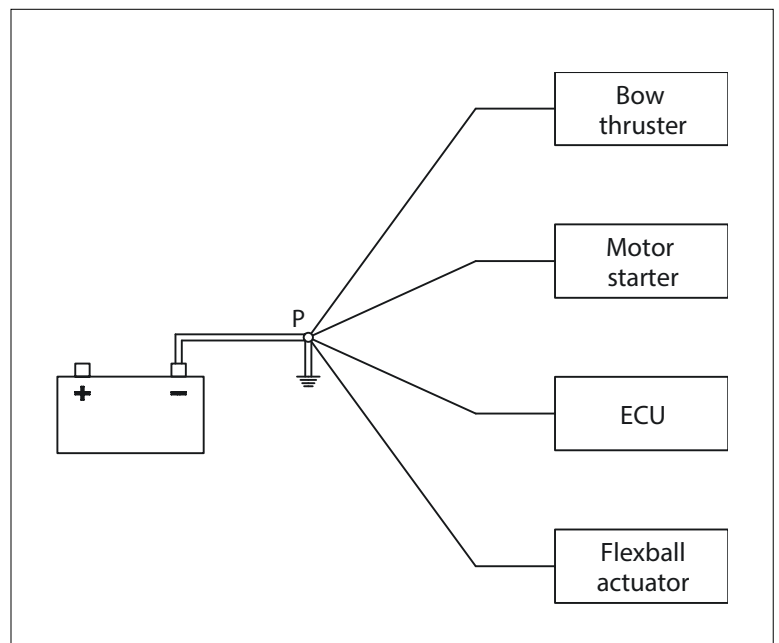 Bow
thruster
Motor
starter
P
+ −
ECU
Flexball
actuator